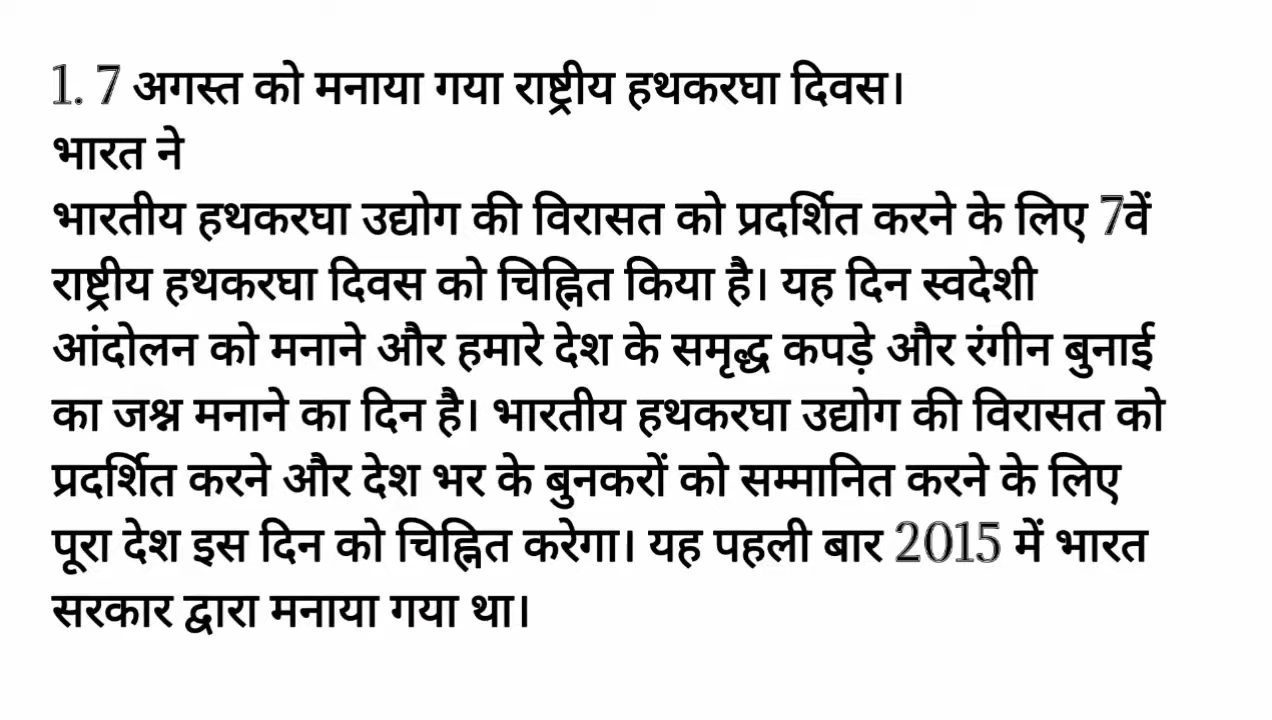 1. 7 अगस्त को मनाया गया राष्ट्रीय हथकरघा दिवस।
भारत ने
भारतीय हथकरघा उद्योग की विरासत को प्रदर्शित करने के लिए 7वें
राष्ट्रीय हथकरघा दिवस को चिह्नित किया है। यह दिन स्वदेशी
आंदोलन को मनाने और हमारे देश के समृद्ध कपड़े और रंगीन बुनाई
का जश्न मनाने का दिन है। भारतीय हथकरघा उद्योग की विरासत को
प्रदर्शित करने और देश भर के बुनकरों को सम्मानित करने के लिए
पूरा देश इस दिन को चिह्नित करेगा। यह पहली बार 2015 में भारत
सरकार द्वारा मनाया गया था।